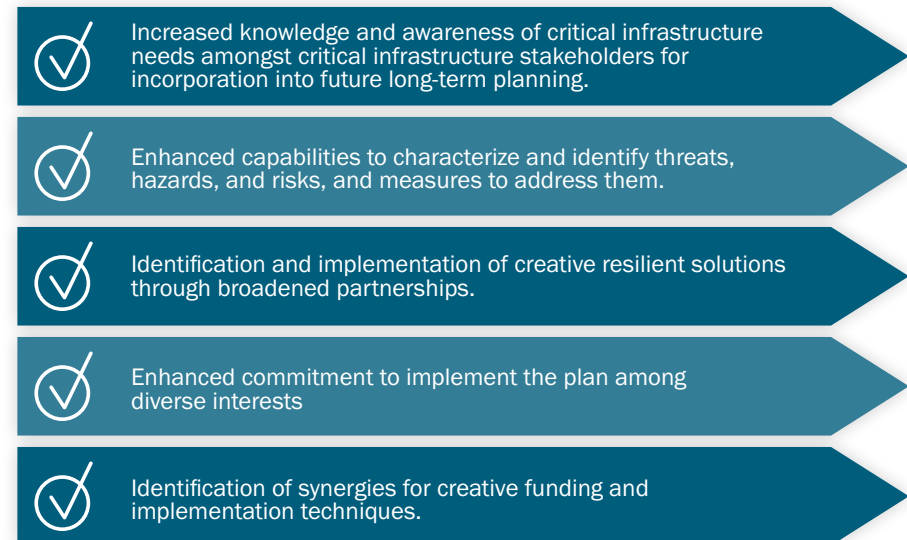 Increased knowledge and awareness of critical infrastructure
needs amongst critical infrastructure stakeholders for
incorporation into future long-term planning.
Enhanced capabilities to characterize and identify threats,
hazards, and risks, and measures to address them.
Identification and implementation of creative resilient solutions
through broadened partnerships.
Enhanced commitment to implement the plan among
diverse interests
Identification of synergies for creative funding and
implementation techniques.